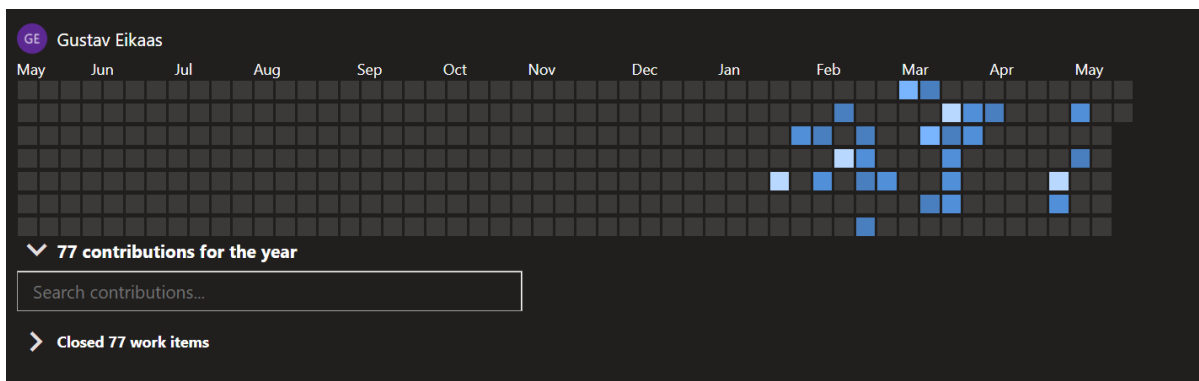 GE Gustav Eikaas
May Jun Jul Aug Sep Oct Nov Dec Jan Feb Mar Apr May
77 contributions for the year
Search contributions...
Closed 77 work items